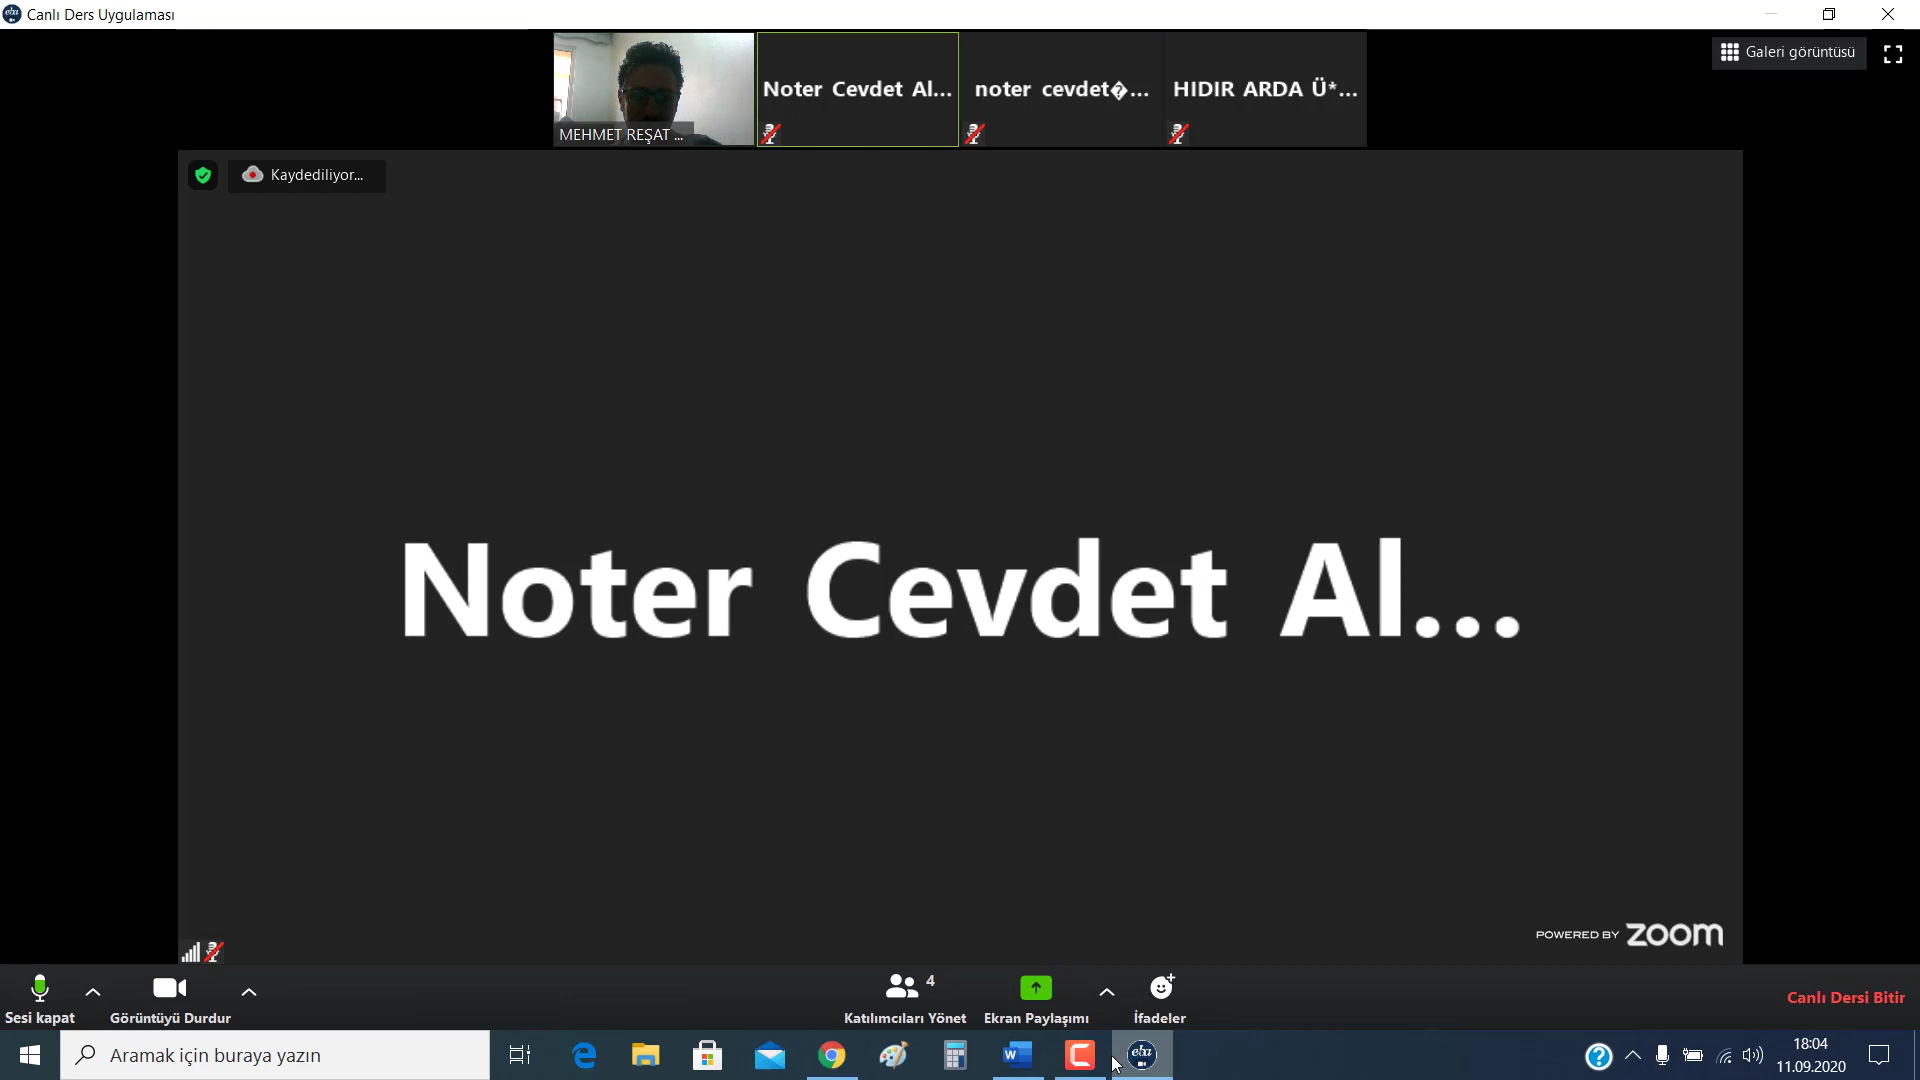 Canlı Ders Uygulaması
Galeri görüntüsü
MEHMET REŞAT ...
Noter Cevdet Al...
noter cevdet�...
HIDIR ARDA Ü*...
Kaydediliyor...
Noter Cevdet Al...
POWERED BY zoom
Sesi kapat
Görüntüyü Durdur
4
Katılımcıları Yönet
Ekran Paylaşımı
İfadeler
Canlı Dersi Bitir
Aramak için buraya yazın
eba
18:04
11.09.2020